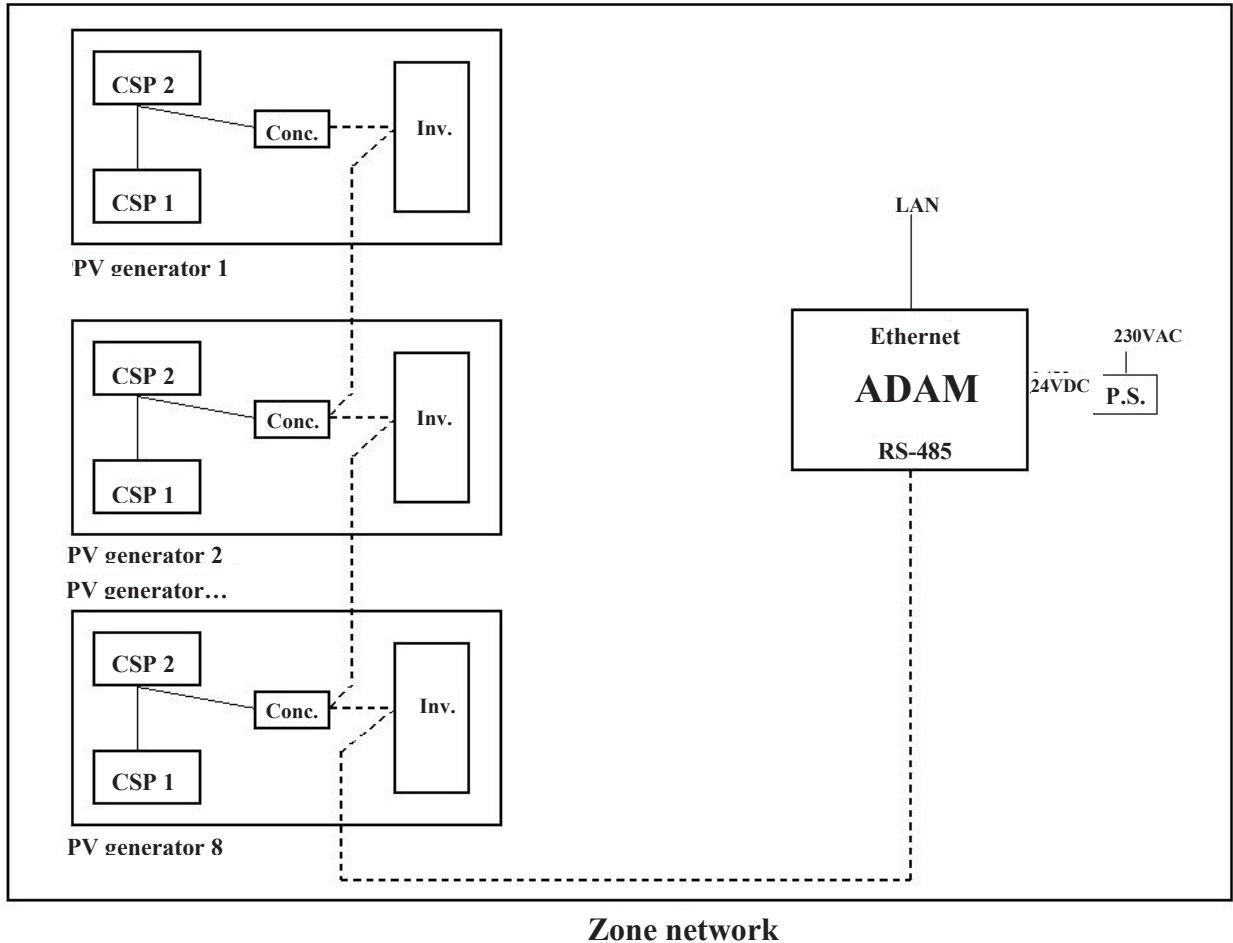 CSP 2
Conc.
Inv.
CSP 1
PV generator 1
CSP 2
Conc.
Inv.
CSP 1
PV generator 2
PV generator…
CSP 2
Conc.
Inv.
CSP 1
PV generator 8
LAN
Ethernet
ADAM
RS-485
230VAC
24VDC
P.S.
Zone network